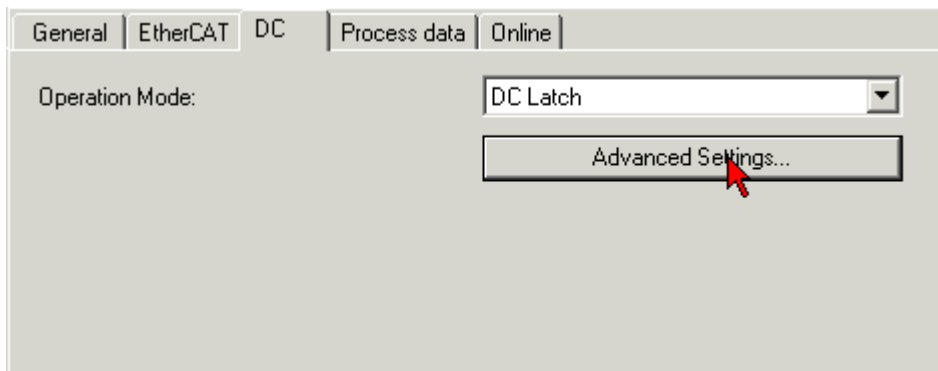 General EtherCAT DC Process data Online
Operation Mode: DC Latch
Advanced Settings...